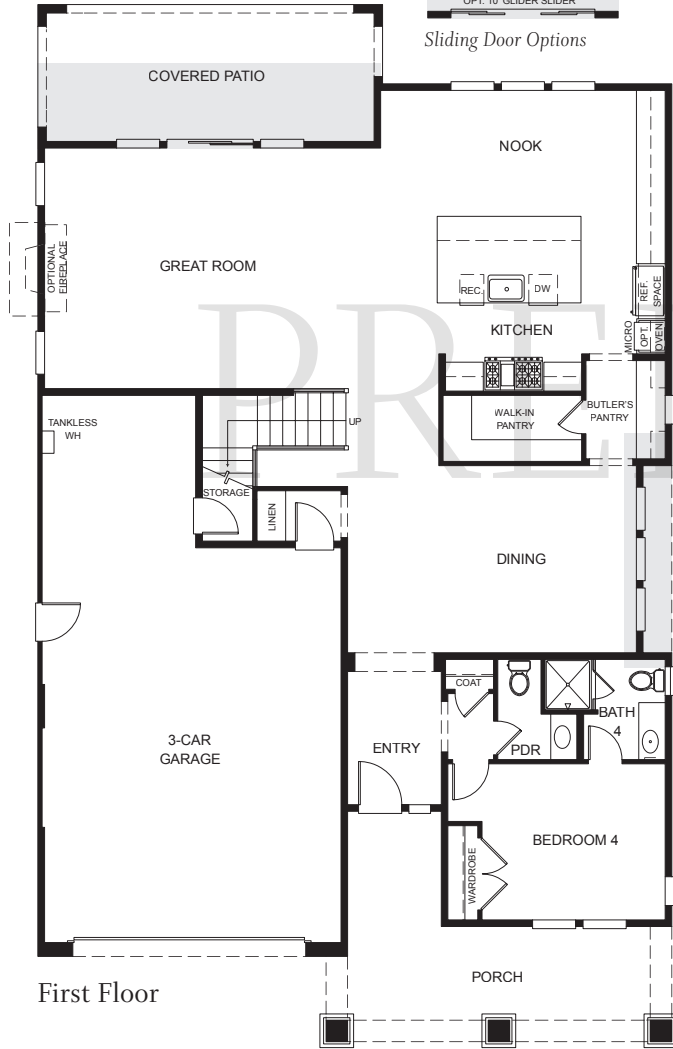 OPT. 10' GLIDER SLIDER
Sliding Door Options
COVERED PATIO
NOOK
GREAT ROOM
OPTIONAL
FIREPLACE
REC.
DW
REF.
SPACE
KITCHEN
MICRO
OPT.
OVEN
PRE
TANKLESS
WH
UP
WALK-IN
PANTRY
BUTLER'S
PANTRY
STORAGE
LINEN
DINING
COAT
BATH
4
3-CAR
GARAGE
ENTRY
PDR
BEDROOM 4
WARDROBE
PORCH
First Floor